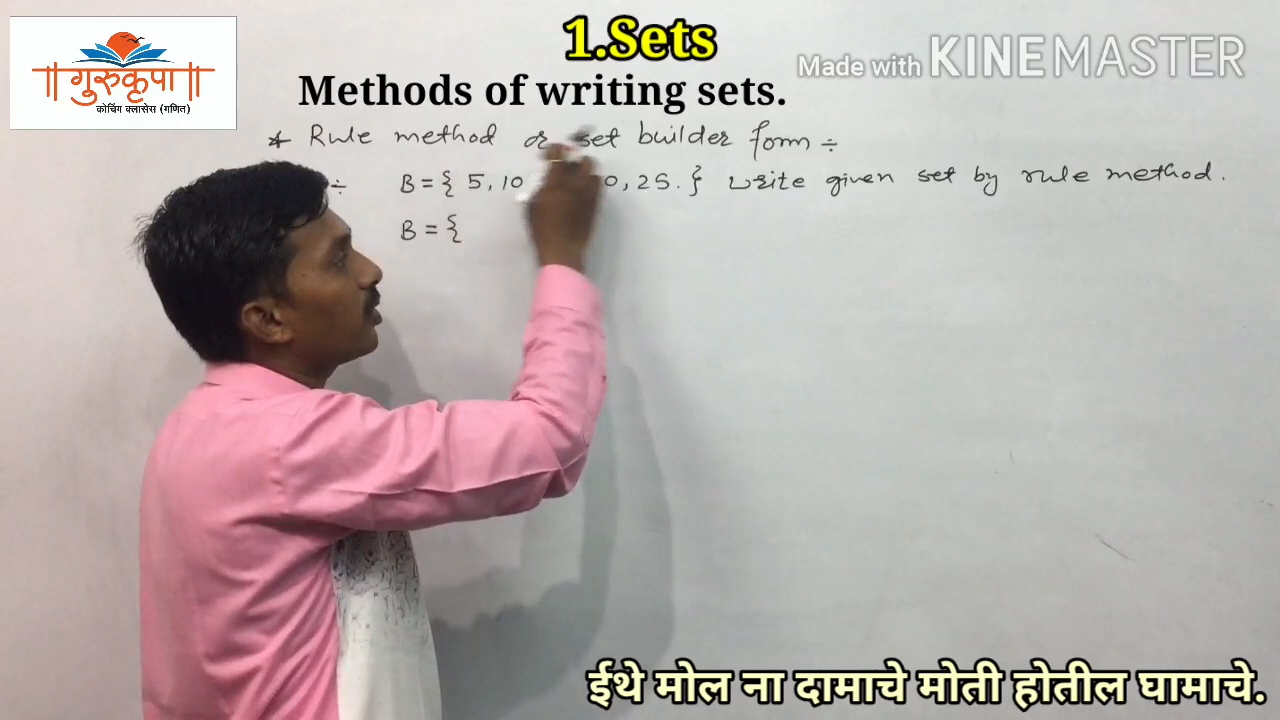 1.Sets
Made with KINEMASTER
॥गुरुकृपा॥
कोचिंग क्लासेस (गणित)
Methods of writing sets.
* Rule method or set builder form ÷
÷ B = { 5, 10 0, 25. } write given set by rule method.
B = {
ईथे मोल ना दामाचे मोती होतील घामाचे.